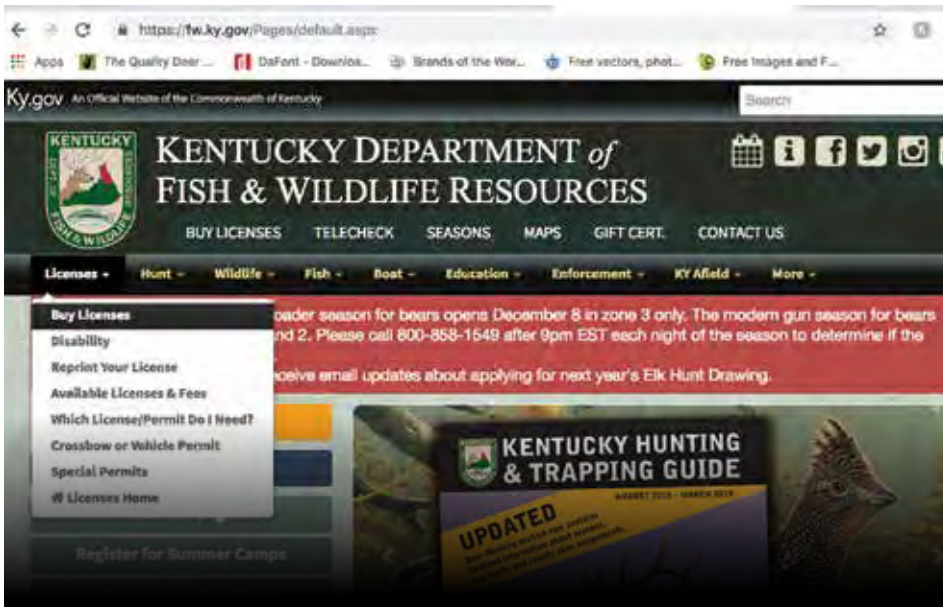 https://fw.ky.gov/Pages/default.aspx
Apps The Quality Deer ... DaFont - Downloa... Brands of the Wor... Free vectors, phot... Free Images and F...
Ky.gov An Official Website of the Commonwealth of Kentucky
Search
KENTUCKY
FISH & WILDLIFE
KENTUCKY DEPARTMENT of
FISH & WILDLIFE RESOURCES
BUY LICENSES TELECHECK SEASONS MAPS GIFT CERT. CONTACT US
Licenses Hunt Wildlife Fish Boat Education Enforcement KY Afield More
Buy Licenses
Disability
Reprint Your License
Available Licenses & Fees
Which License/Permit Do I Need?
Crossbow or Vehicle Permit
Special Permits
Licenses Home
oader season for bears opens December 8 in zone 3 only. The modern gun season for bears
nd 2. Please call 800-858-1549 after 9pm EST each night of the season to determine if the
ceive email updates about applying for next year's Elk Hunt Drawing.
Register for Summer Camps
KENTUCKY HUNTING
& TRAPPING GUIDE
UPDATED